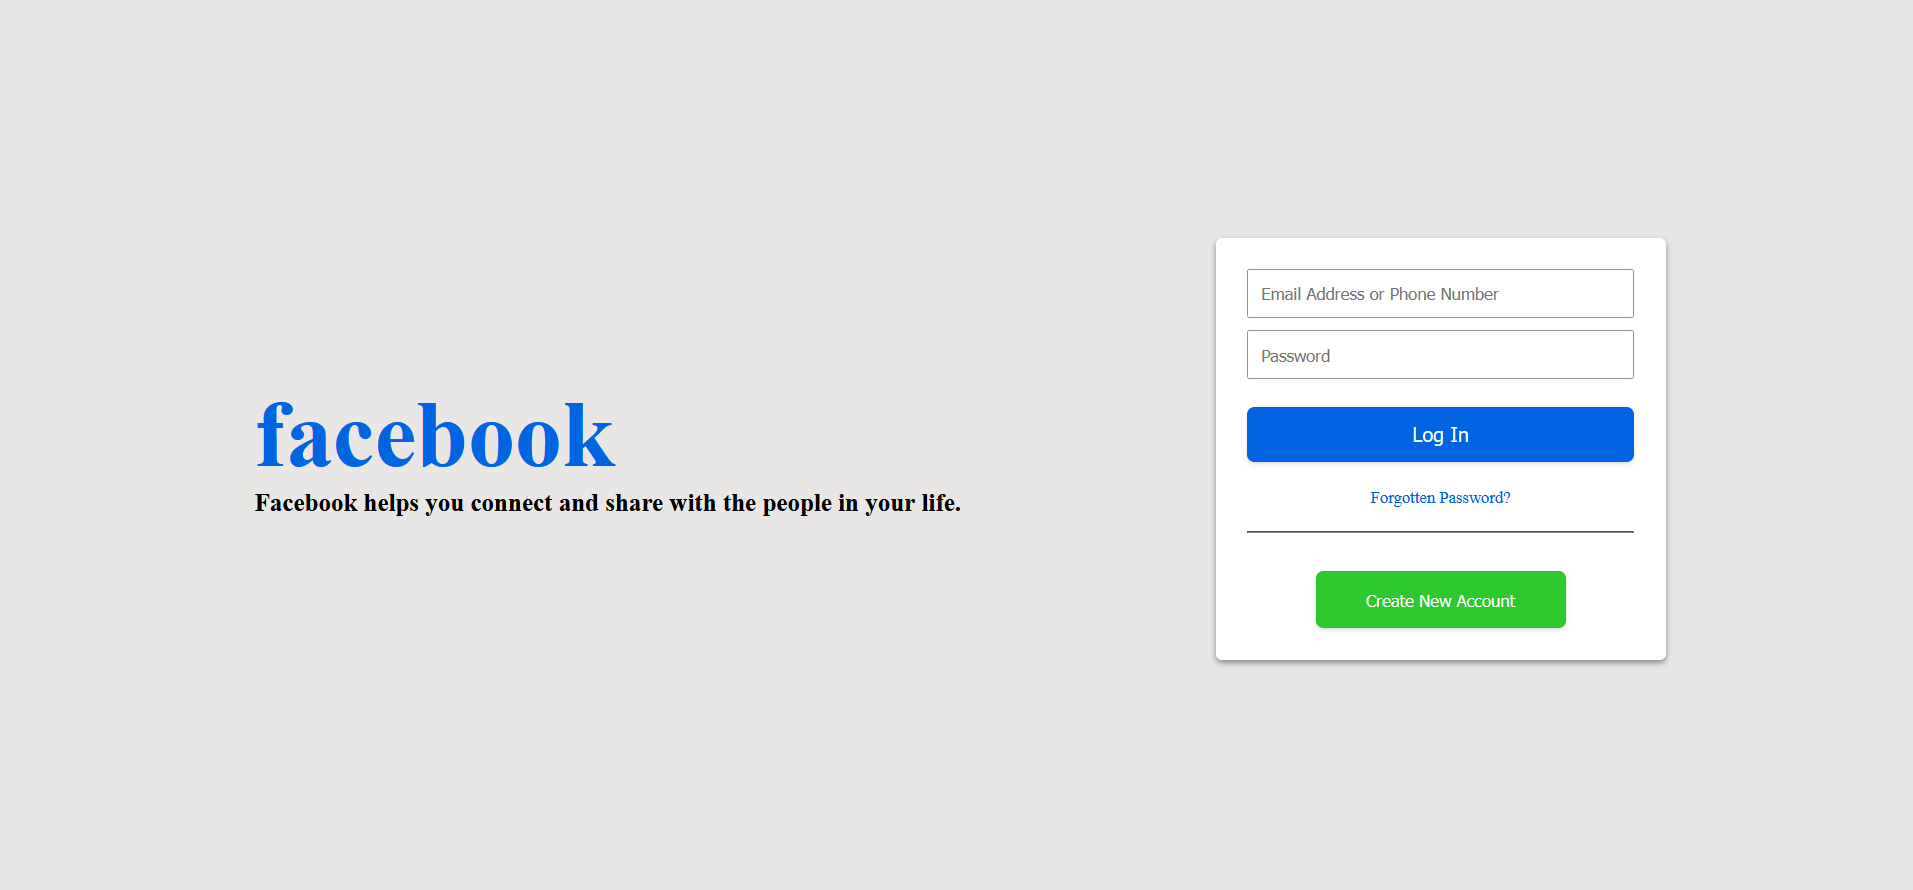 facebook
Facebook helps you connect and share with the people in your life.
Email Address or Phone Number
Password
Log In
Forgotten Password?
Create New Account